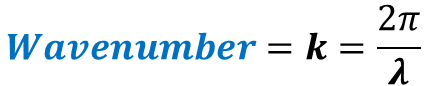 Wavenumber = k = 2π/λ